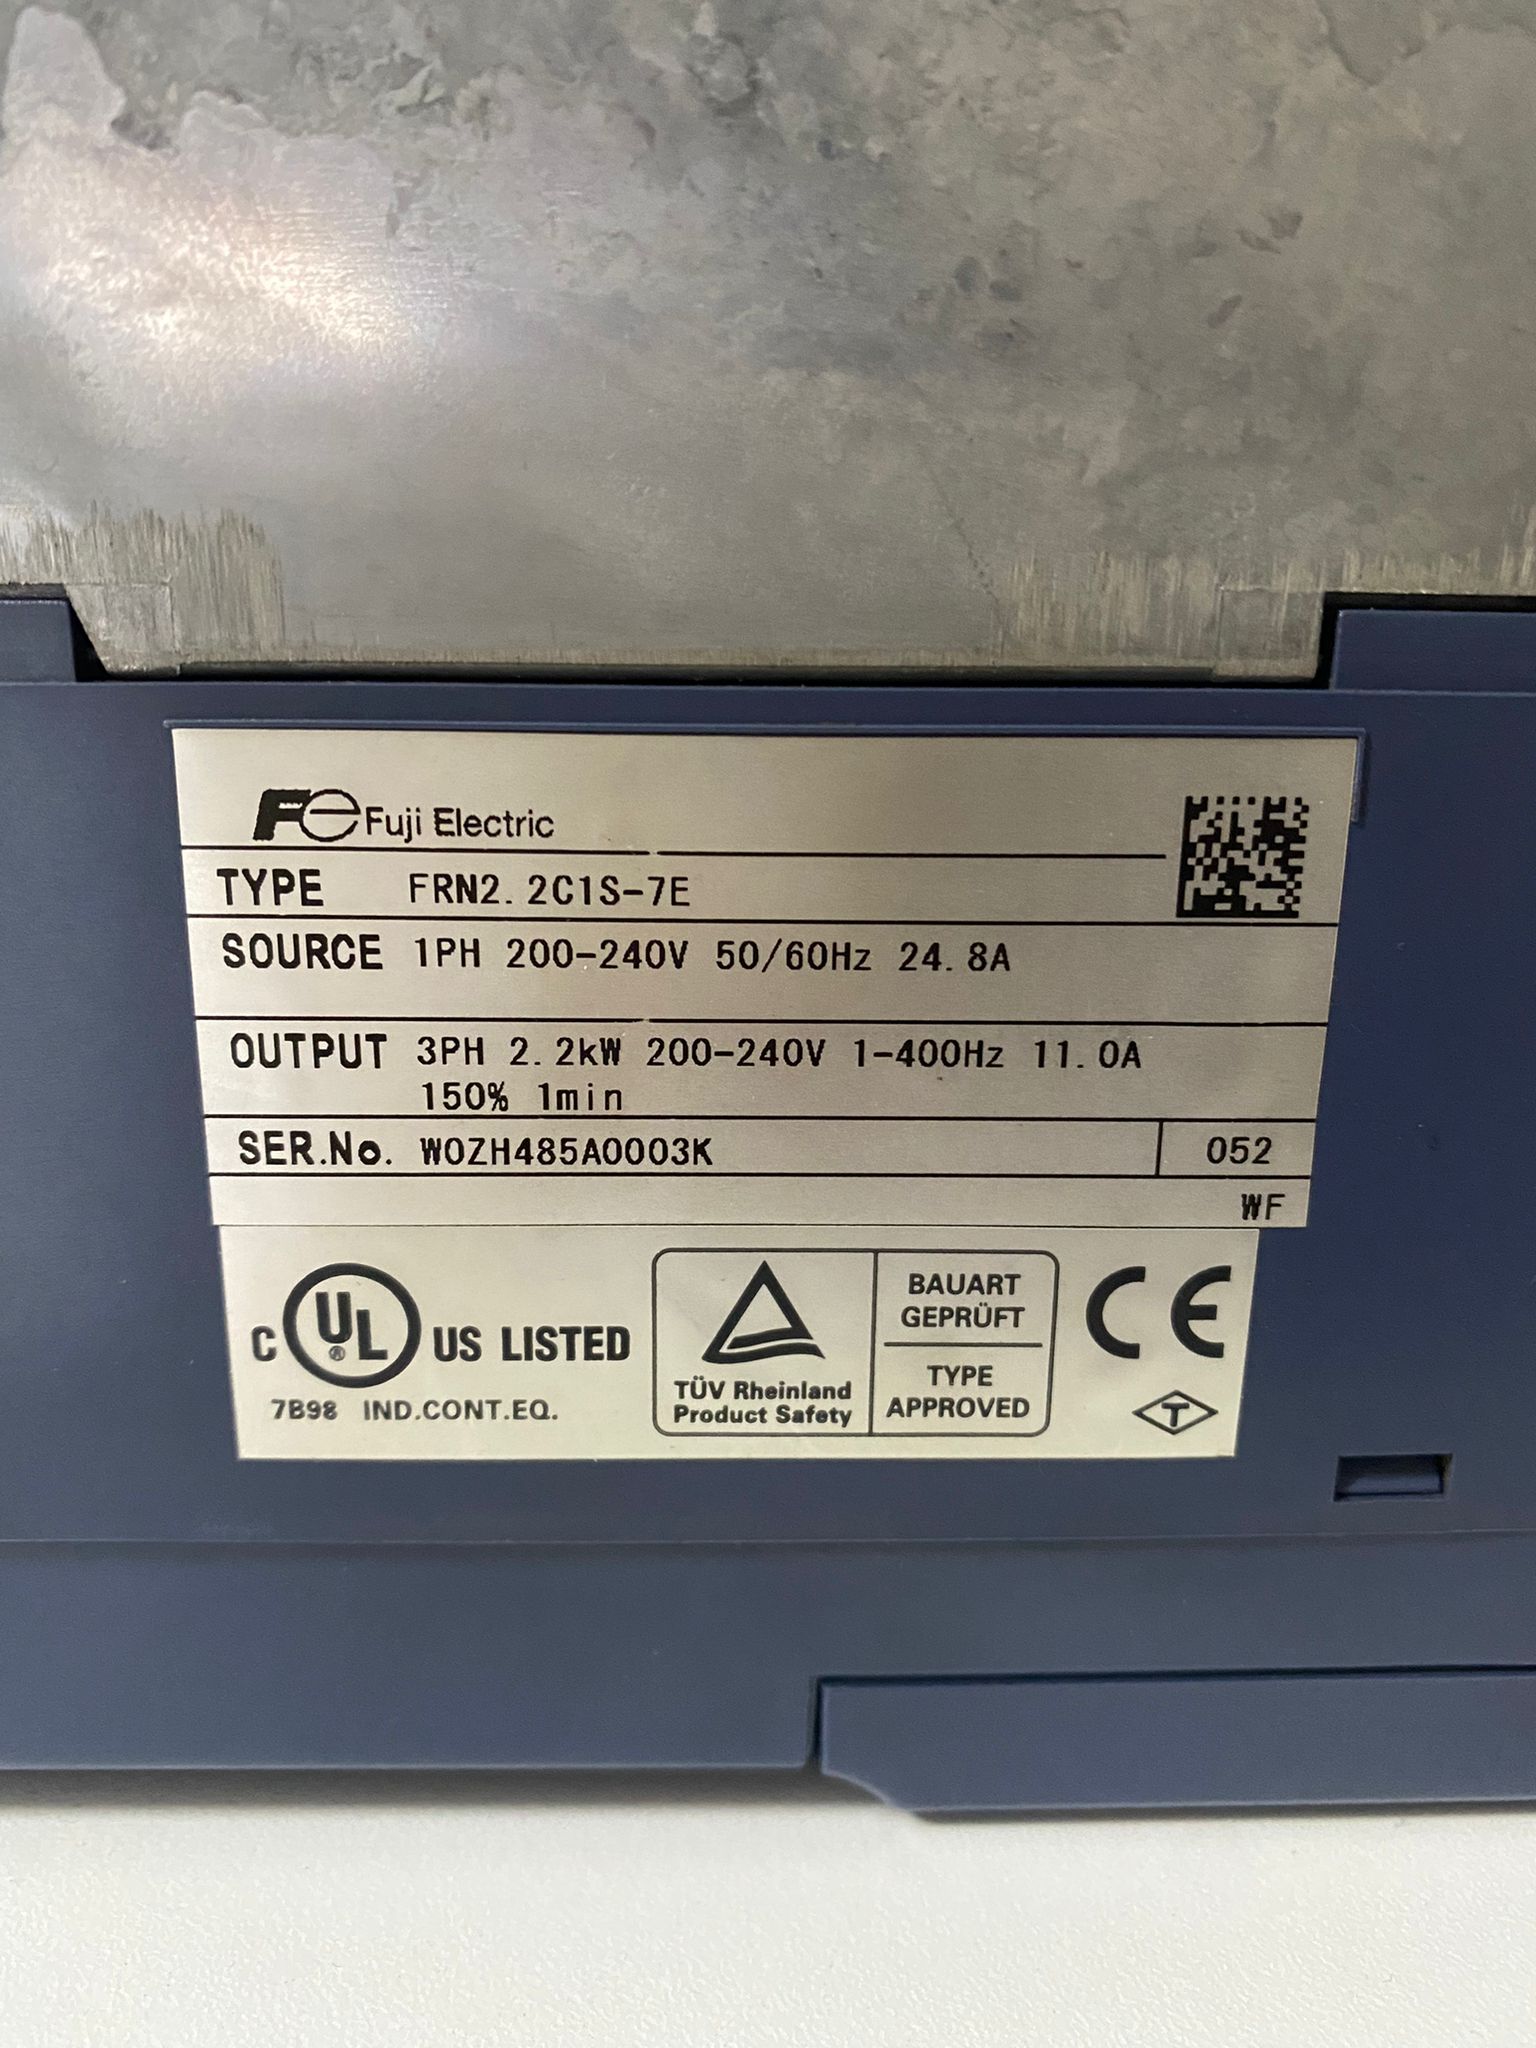 Fe Fuji Electric
TYPE FRN2.2C1S-7E
SOURCE 1PH 200-240V 50/60Hz 24.8A
OUTPUT 3PH 2.2kW 200-240V 1-400Hz 11.0A
150% 1min
SER.No. W0ZH485A0003K 052
WF
C UL® US LISTED
7B98 IND.CONT.EQ.
TÜV Rheinland
Product Safety
BAUART
GEPRÜFT
TYPE
APPROVED
CE
T